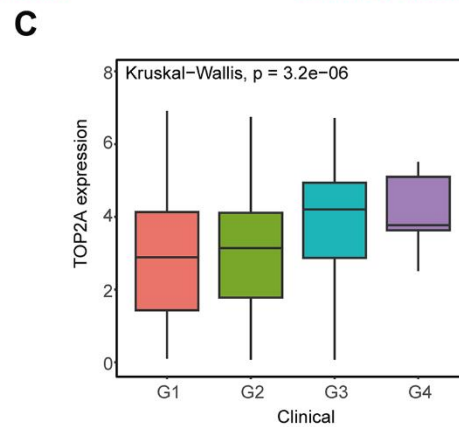 C
Kruskal−Wallis, p = 3.2e−06
8
6
4
2
0
TOP2A expression
G1 G2 G3 G4
Clinical